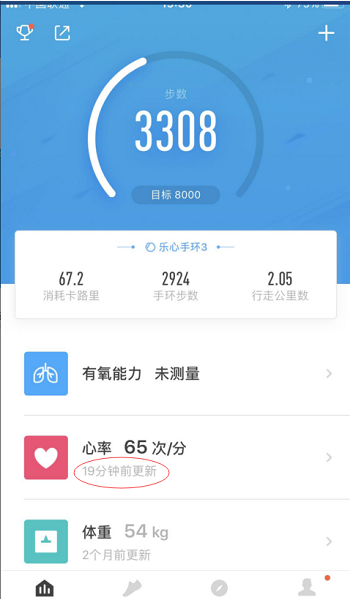 步数
3308
目标 8000
乐心手环3
67.2 2924 2.05
消耗卡路里 手环步数 行走公里数
有氧能力 未测量
心率 65 次/分
19分钟前更新
体重 54 kg
2个月前更新